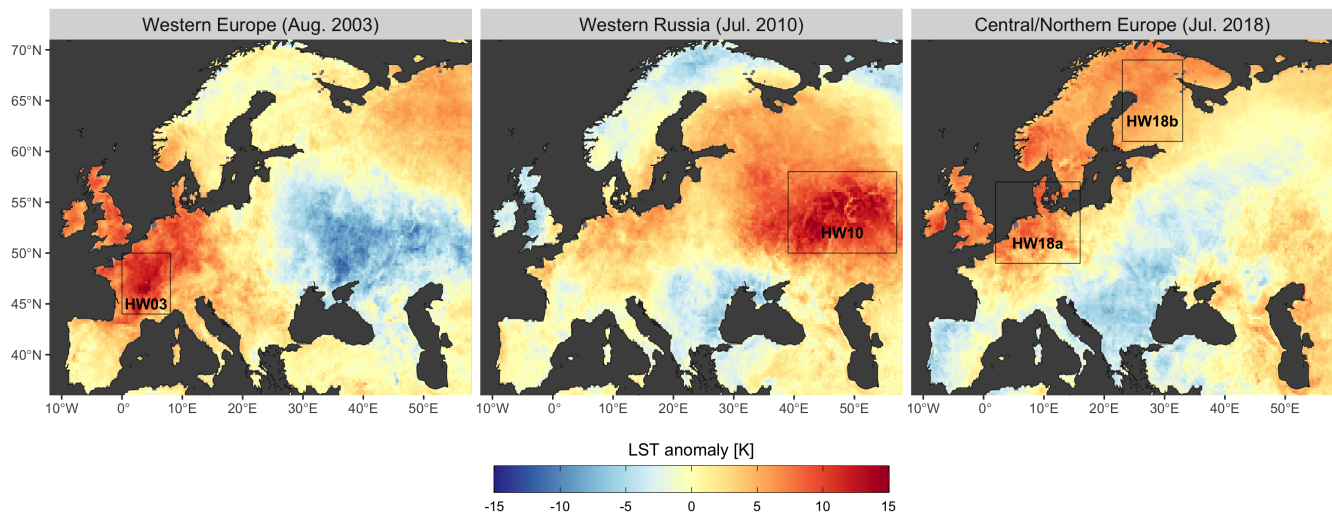 Western Europe (Aug. 2003) Western Russia (Jul. 2010) Central/Northern Europe (Jul. 2018)
70°N
65°N
60°N
55°N
50°N
45°N
40°N
HW03
HW10
HW18b
HW18a
10°W 0° 10°E 20°E 30°E 40°E 50°E 10°W 0° 10°E 20°E 30°E 40°E 50°E 10°W 0° 10°E 20°E 30°E 40°E 50°E
LST anomaly [K]
-15 -10 -5 0 5 10 15